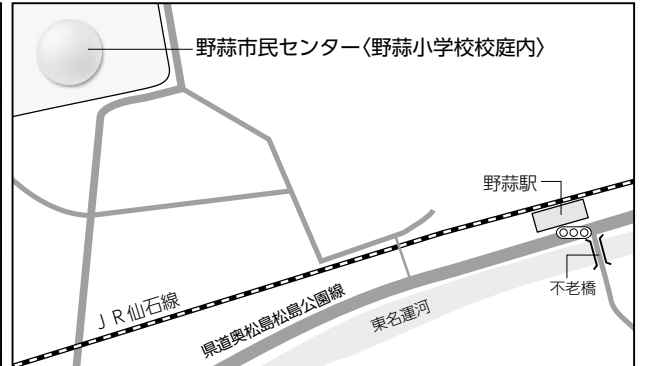 野蒜市民センター〈野蒜小学校校庭内〉
野蒜駅
不老橋
JR仙石線
県道奥松島松島公園線
東名運河